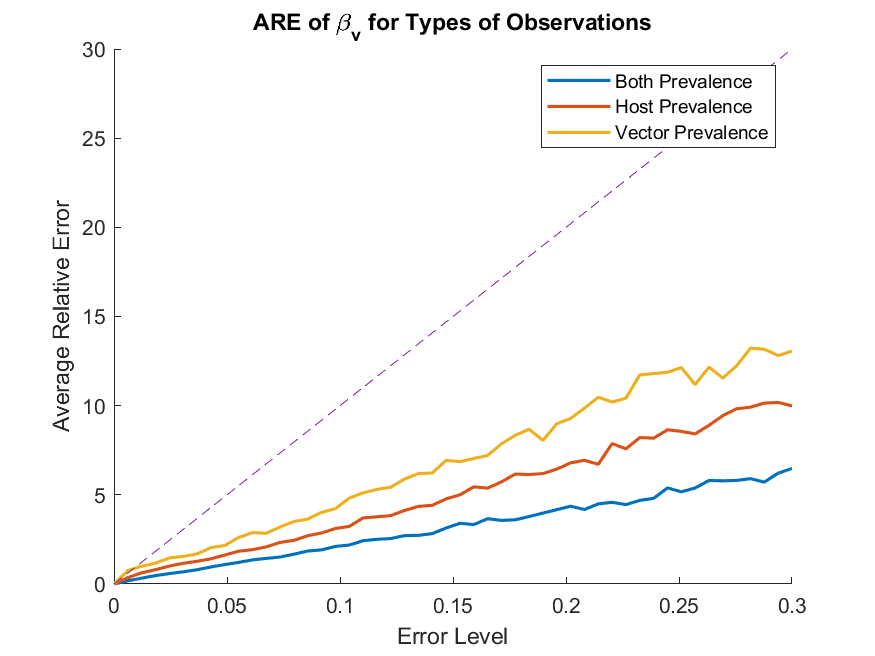 ARE of βv for Types of Observations
30
25
20
15
10
5
0
Average Relative Error
Both Prevalence
Host Prevalence
Vector Prevalence
0 0.05 0.1 0.15 0.2 0.25 0.3
Error Level